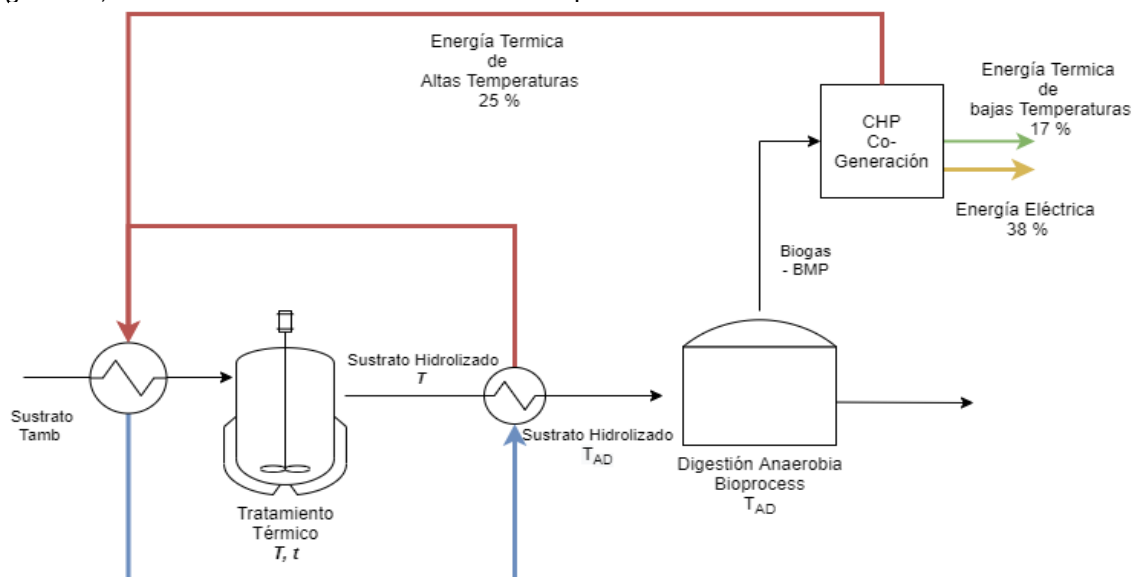 Energía Termica
de
Altas Temperaturas
25 %
CHP
Co-
Generación
Energía Termica
de
bajas Temperaturas
17 %
Energía Eléctrica
38 %
Biogas
- BMP
Sustrato
Tamb
Tratamiento
Térmico
T, t
Sustrato Hidrolizado
T
Sustrato Hidrolizado
TAD
Digestión Anaerobia
Bioprocess
TAD